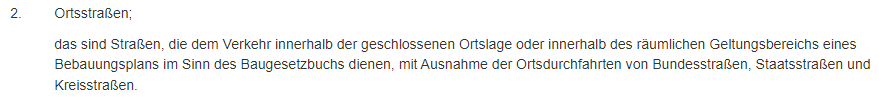 2. Ortsstraßen;
das sind Straßen, die dem Verkehr innerhalb der geschlossenen Ortslage oder innerhalb des räumlichen Geltungsbereichs eines
Bebauungsplans im Sinn des Baugesetzbuchs dienen, mit Ausnahme der Ortsdurchfahrten von Bundesstraßen, Staatsstraßen und
Kreisstraßen.